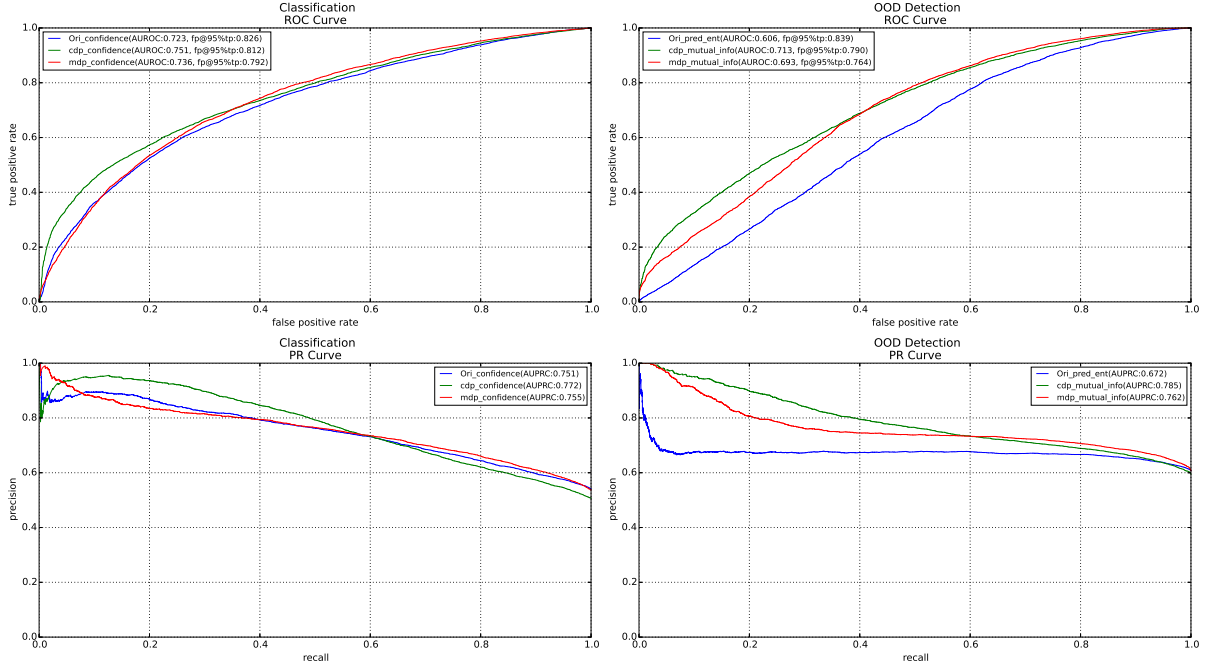 Classification
ROC Curve
Ori_confidence(AUROC:0.723, fp@95%tp:0.826)
cdp_confidence(AUROC:0.751, fp@95%tp:0.812)
mdp_confidence(AUROC:0.736, fp@95%tp:0.792)
true positive rate
1.0
0.8
0.6
0.4
0.2
0.0
0.0 0.2 0.4 0.6 0.8 1.0
false positive rate
OOD Detection
ROC Curve
Ori_pred_ent(AUROC:0.606, fp@95%tp:0.839)
cdp_mutual_info(AUROC:0.713, fp@95%tp:0.790)
mdp_mutual_info(AUROC:0.693, fp@95%tp:0.764)
true positive rate
1.0
0.8
0.6
0.4
0.2
0.0
0.0 0.2 0.4 0.6 0.8 1.0
false positive rate
Classification
PR Curve
Ori_confidence(AUPRC:0.751)
cdp_confidence(AUPRC:0.772)
mdp_confidence(AUPRC:0.755)
precision
1.0
0.8
0.6
0.4
0.2
0.0
0.0 0.2 0.4 0.6 0.8 1.0
recall
OOD Detection
PR Curve
Ori_pred_ent(AUPRC:0.672)
cdp_mutual_info(AUPRC:0.785)
mdp_mutual_info(AUPRC:0.762)
precision
1.0
0.8
0.6
0.4
0.2
0.0
0.0 0.2 0.4 0.6 0.8 1.0
recall